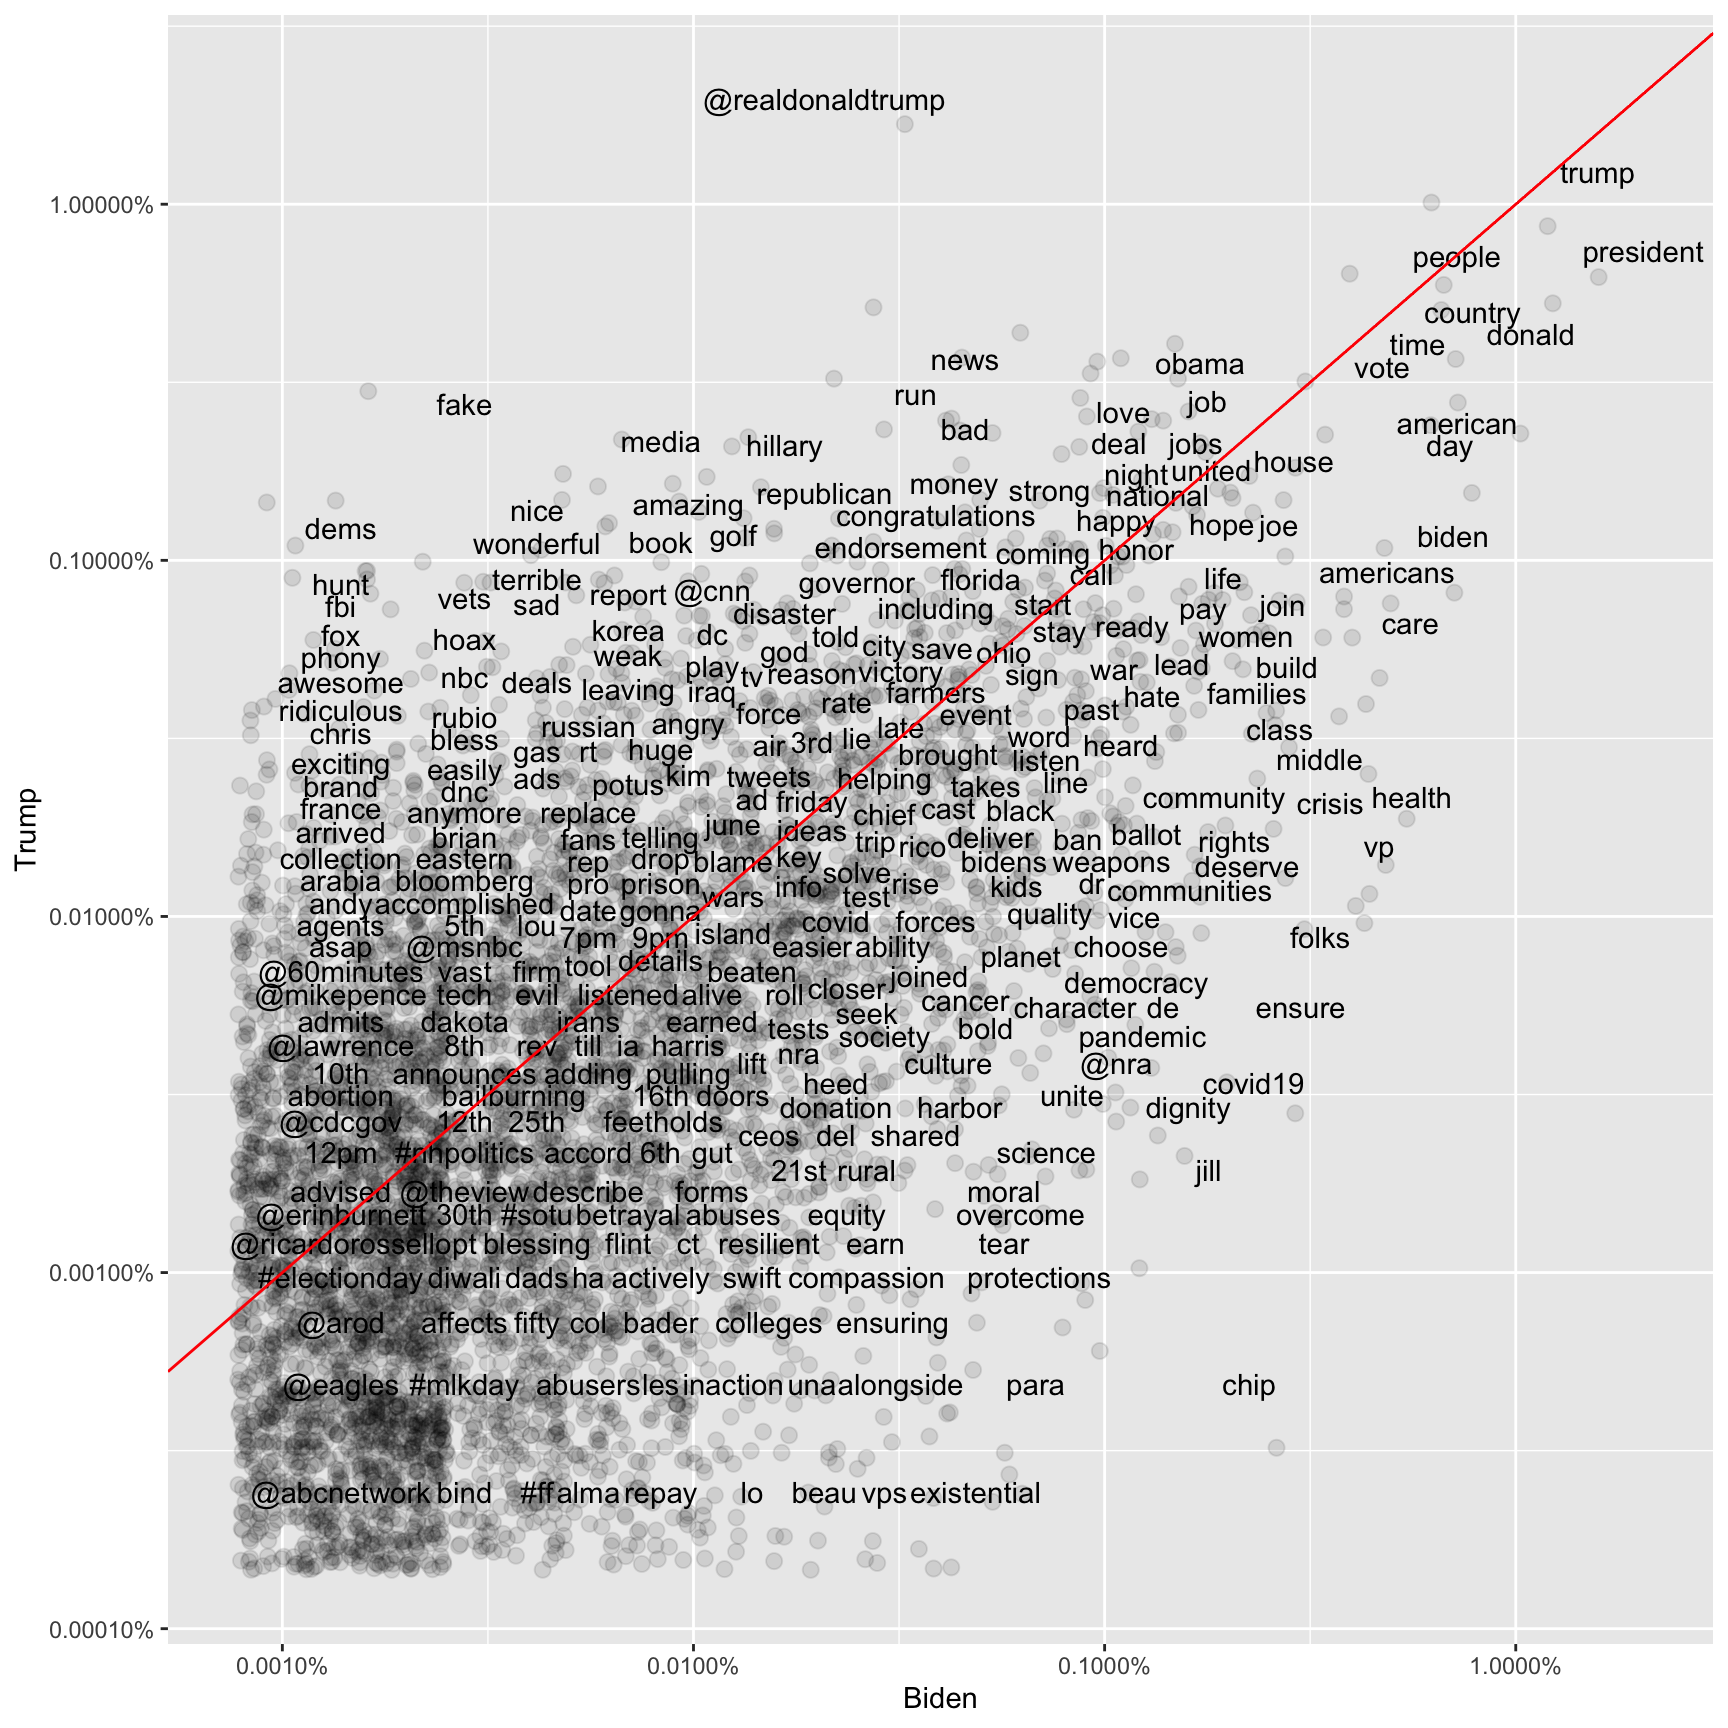 @realdonaldtrump
trump
1.00000%
people president
country
donald
time
news obama vote
run
fake job
love
american
bad
media hillary deal jobs day
house
night united
money
republican strong national
amazing
nice congratulations happy hope joe
dems
golf biden
wonderful book endorsement coming honor
0.10000%
call americans
hunt terrible governor florida life
vets report @cnn
fbi sad disaster including start pay join
fox korea dc told stay ready women care
hoax
phony weak god city save ohio
play reason victory war lead build
awesome nbc deals tv sign
leaving iraq farmers hate families
ridiculous rubio force rate event past
chris russian angry late class
bless air 3rd lie word heard
gas rt huge brought listen middle
exciting easily ads kim tweets helping
brand dnc potus takes line
france ad friday community crisis health
anymore replace chief cast black
arrived brian fans telling june ideas trip rico deliver ban ballot rights vp
collection eastern rep drop blame key bidens weapons deserve
arabia bloomberg pro prison info solve rise kids dr communities
andy accomplished date gonna wars test
0.01000%
agents 5th lou 7pm 9pm island covid forces quality vice folks
asap @msnbc easier ability choose
@60minutes vast firm tool details beaten joined planet democracy
@mikepence tech evil listened alive roll closer cancer character de ensure
admits dakota irans earned tests seek society bold pandemic
@lawrence 8th rev till ia harris lift nra culture @nra
10th announces adding pulling heed covid19
abortion bail burning 16th doors donation harbor unite dignity
@cdcgov 12th 25th feet holds ceos del shared
12pm #nhpolitics accord 6th gut 21st rural science jill
advised @theview describe forms moral
@erinburnett 30th #sotu betrayal abuses equity overcome
@ricardorossello pt blessing flint ct resilient earn tear
0.00100%
#electionday diwali dads ha actively swift compassion protections
@arod affects fifty col bader colleges ensuring
@eagles #mlkday abusers les inaction una alongside para chip
@abcnetwork bind #ff alma repay lo beau vps existential
0.00010%
Trump
0.0010% 0.0100% 0.1000% 1.0000%
Biden